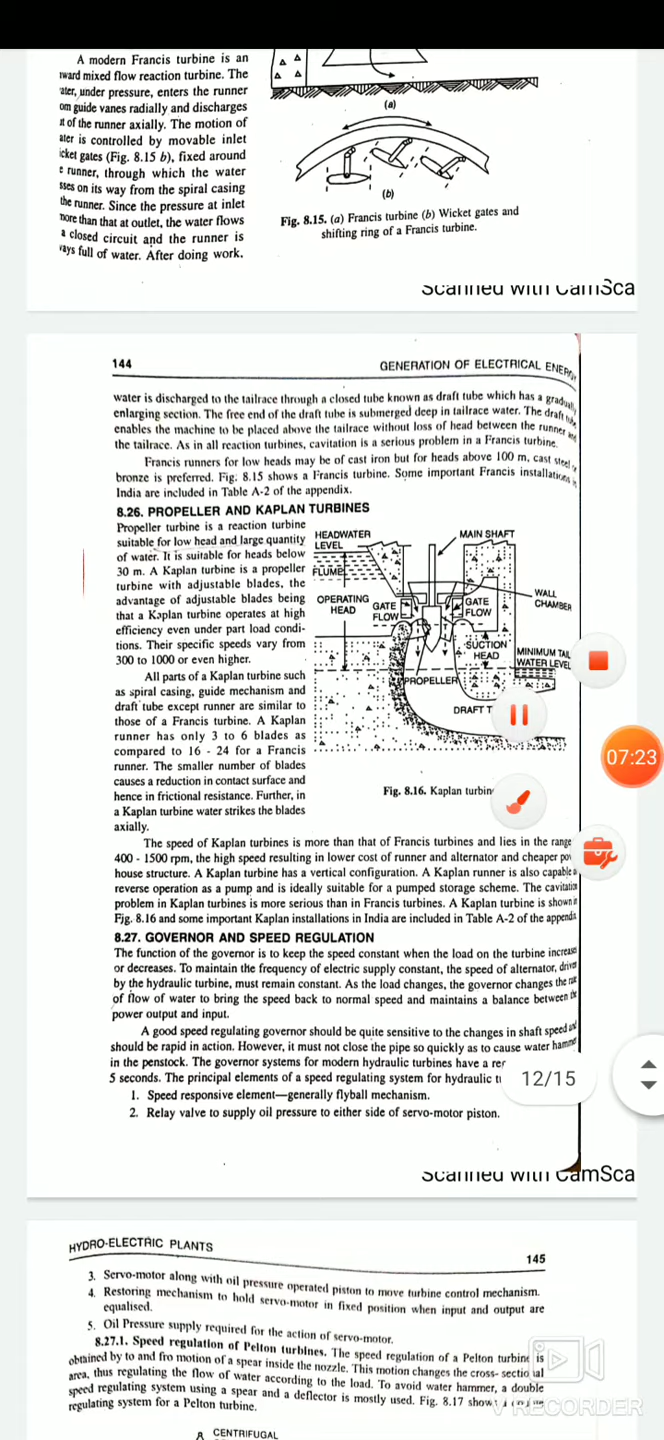 A modern Francis turbine is an
ward mixed flow reaction turbine. The
ater, under pressure, enters the runner
om guide vanes radially and discharges
t of the runner axially. The motion of
ater is controlled by movable inlet
icket gates (Fig. 8.15 b), fixed around
e runner, through which the water
sses on its way from the spiral casing
the runner. Since the pressure at inlet
more than that at outlet, the water flows
a closed circuit and the runner is
ays full of water. After doing work,
(a)
(b)
Fig. 8.15. (a) Francis turbine (b) Wicket gates and
shifting ring of a Francis turbine.
Scanned with CamSca
144
GENERATION OF ELECTRICAL ENERGY
water is discharged to the tailrace through a closed tube known as draft tube which has a gradually
enlarging section. The free end of the draft tube is submerged deep in tailrace water. The draft tube
enables the machine to be placed above the tailrace without loss of head between the runner and
the tailrace. As in all reaction turbines, cavitation is a serious problem in a Francis turbine.
Francis runners for low heads may be of cast iron but for heads above 100 m, cast steel or
bronze is preferred. Fig. 8.15 shows a Francis turbine. Some important Francis installations in
India are included in Table A-2 of the appendix.
8.26. PROPELLER AND KAPLAN TURBINES
Propeller turbine is a reaction turbine
suitable for low head and large quantity
of water. It is suitable for heads below
30 m. A Kaplan turbine is a propeller
turbine with adjustable blades, the
advantage of adjustable blades being
that a Kaplan turbine operates at high
efficiency even under part load condi-
tions. Their specific speeds vary from
300 to 1000 or even higher.
All parts of a Kaplan turbine such
as spiral casing, guide mechanism and
draft tube except runner are similar to
those of a Francis turbine. A Kaplan
runner has only 3 to 6 blades as
compared to 16 - 24 for a Francis
runner. The smaller number of blades
causes a reduction in contact surface and
hence in frictional resistance. Further, in
a Kaplan turbine water strikes the blades
axially.
HEADWATER
LEVEL
MAIN SHAFT
FLUME
OPERATING
HEAD
GATE
FLOW
GATE
FLOW
WALL
CHAMBER
SUCTION
HEAD
MINIMUM TAIL
WATER LEVEL
PROPELLER
DRAFT T
Fig. 8.16. Kaplan turbin
The speed of Kaplan turbines is more than that of Francis turbines and lies in the range
400 - 1500 rpm, the high speed resulting in lower cost of runner and alternator and cheaper pow
house structure. A Kaplan turbine has a vertical configuration. A Kaplan runner is also capable a
reverse operation as a pump and is ideally suitable for a pumped storage scheme. The cavitation
problem in Kaplan turbines is more serious than in Francis turbines. A Kaplan turbine is shown in
Fig. 8.16 and some important Kaplan installations in India are included in Table A-2 of the appendix
8.27. GOVERNOR AND SPEED REGULATION
The function of the governor is to keep the speed constant when the load on the turbine increases
or decreases. To maintain the frequency of electric supply constant, the speed of alternator, driven
by the hydraulic turbine, must remain constant. As the load changes, the governor changes the rate
of flow of water to bring the speed back to normal speed and maintains a balance between the
power output and input.
A good speed regulating governor should be quite sensitive to the changes in shaft speed and
should be rapid in action. However, it must not close the pipe so quickly as to cause water hammer
in the penstock. The governor systems for modern hydraulic turbines have a re
5 seconds. The principal elements of a speed regulating system for hydraulic t
1. Speed responsive element—generally flyball mechanism.
2. Relay valve to supply oil pressure to either side of servo-motor piston.
07:23
12/15
Scanned with CamSca
HYDRO-ELECTRIC PLANTS
145
3. Servo-motor along with oil pressure operated piston to move turbine control mechanism.
4. Restoring mechanism to hold servo-motor in fixed position when input and output are
equalised.
5. Oil Pressure supply required for the action of servo-motor.
8.27.1. Speed regulation of Pelton turbines. The speed regulation of a Pelton turbine is
obtained by to and fro motion of a spear inside the nozzle. This motion changes the cross- sectional
area, thus regulating the flow of water according to the load. To avoid water hammer, a double
speed regulating system using a spear and a deflector is mostly used. Fig. 8.17 shows a
regulating system for a Pelton turbine.
V RECORDER
CENTRIFUGAL